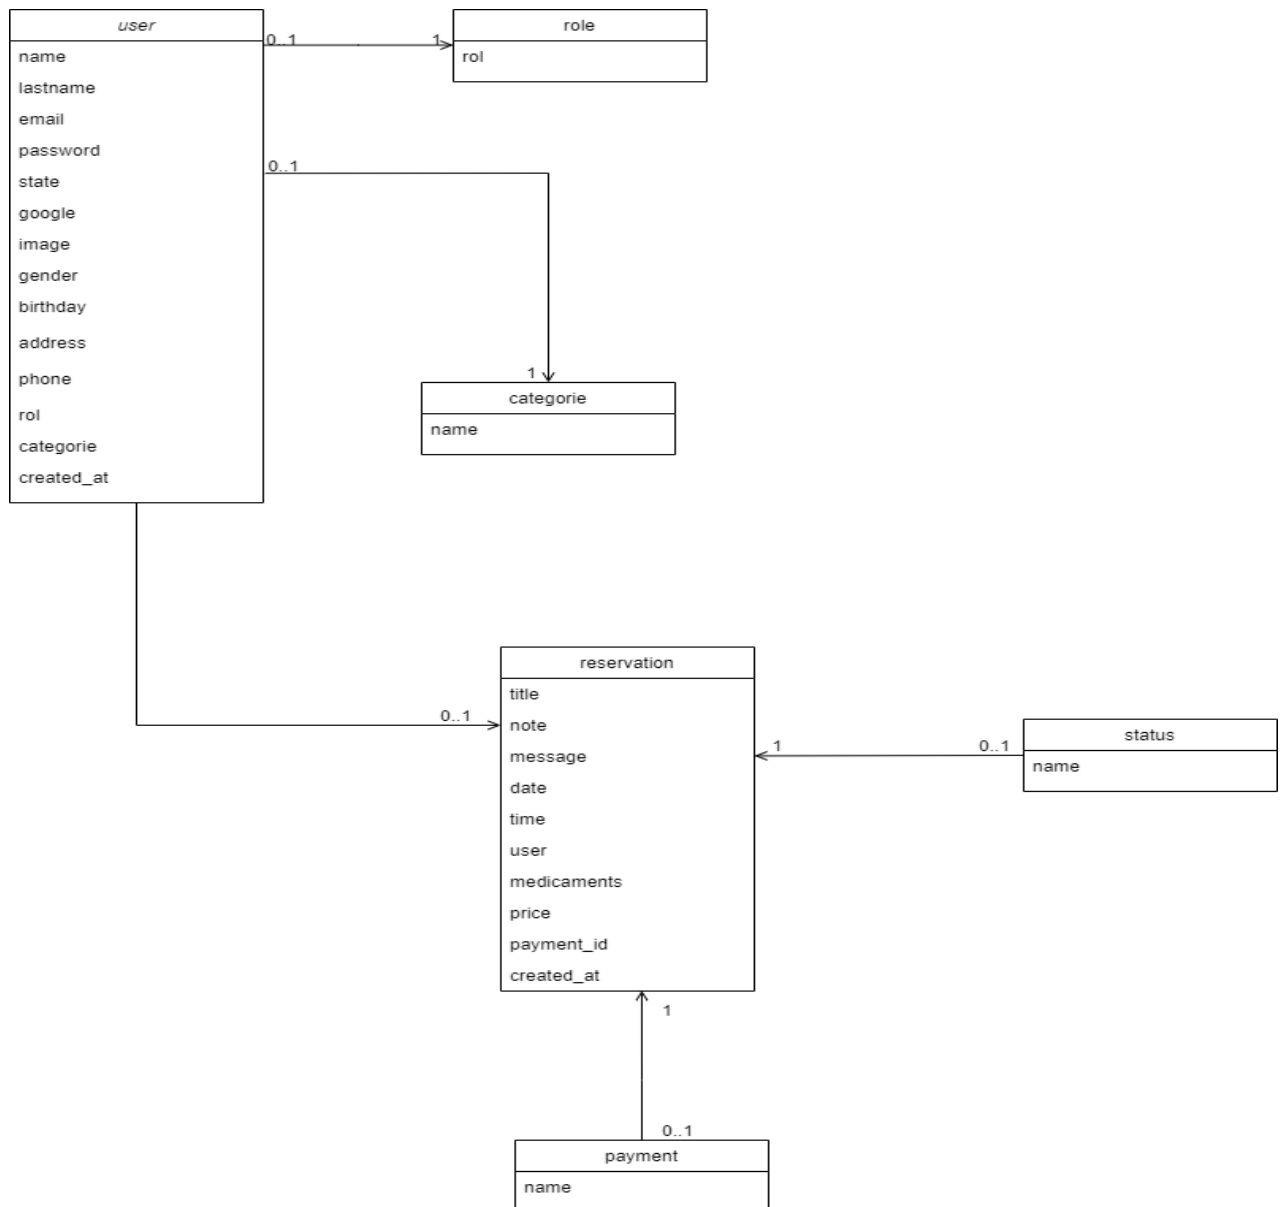 user
name
lastname
email
password
state
google
image
gender
birthday
address
phone
rol
categorie
created_at
0..1
1
role
rol
0..1
1
categorie
name
0..1
reservation
title
note
message
date
time
user
medicaments
price
payment_id
created_at
1
0..1
status
name
1
0..1
payment
name